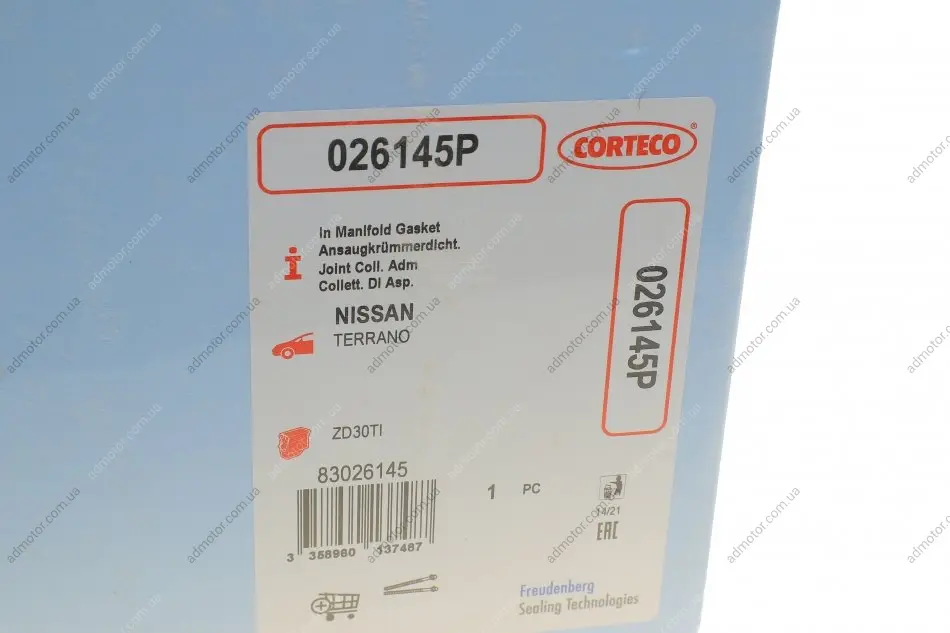 026145P
CORTECO®
In Manifold Gasket
Ansaugkrümmerdicht.
Joint Coll. Adm
Collett. Di Asp.
NISSAN
TERRANO
026145P
ZD30TI
83026145
1 PC
14/21
EAC
3 358960 137487
Freudenberg
Sealing Technologies
admotor.com.ua